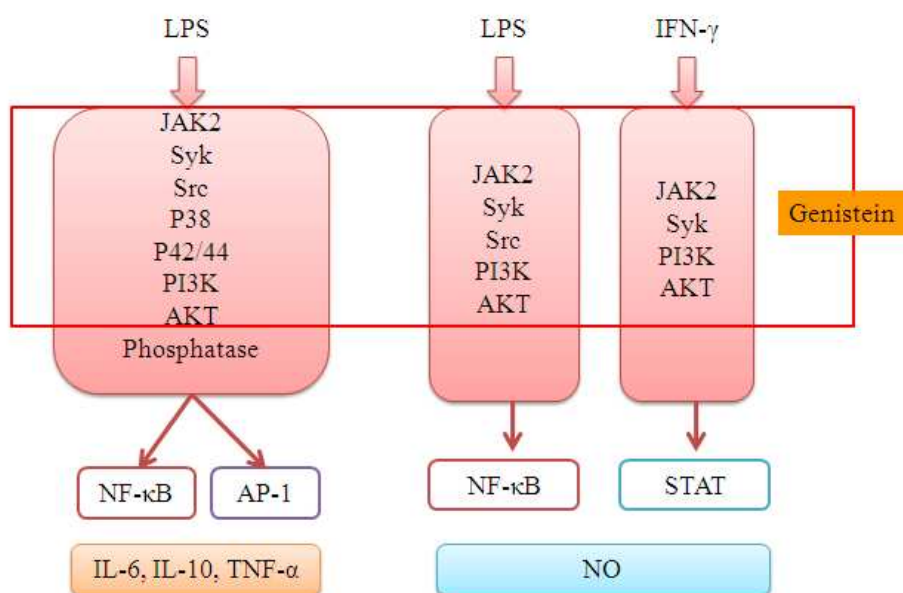 LPS
LPS
IFN-γ
JAK2
Syk
Src
P38
P42/44
PI3K
AKT
Phosphatase
JAK2
Syk
Src
PI3K
AKT
JAK2
Syk
PI3K
AKT
Genistein
NF-κB
AP-1
NF-κB
STAT
IL-6, IL-10, TNF-α
NO